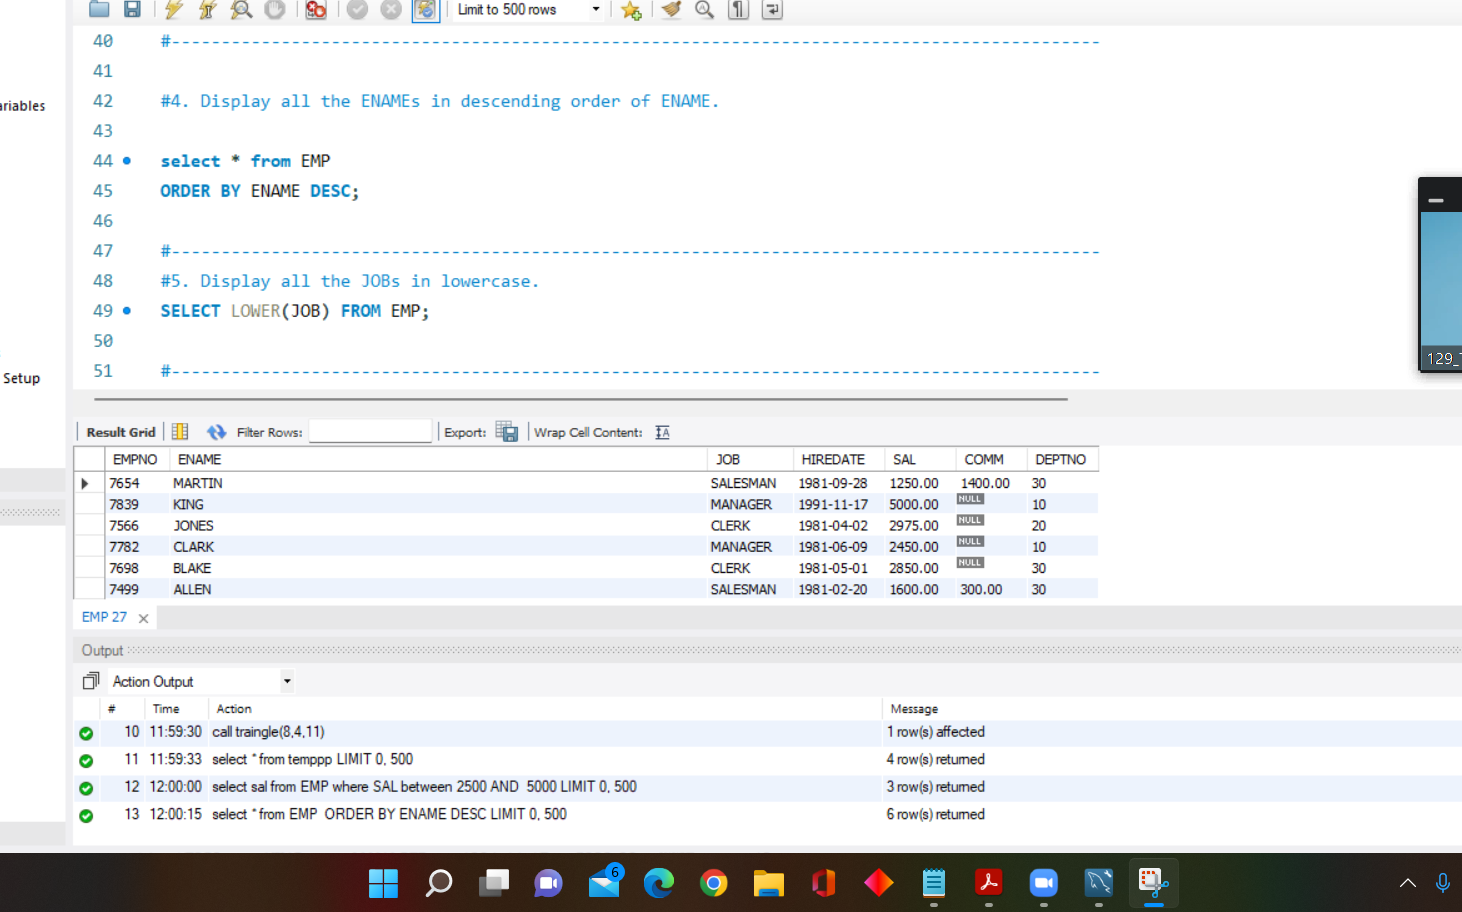 Limit to 500 rows
40 #---------------------------------------------------------------------------------------------
41
ariables
42 #4. Display all the ENAMEs in descending order of ENAME.
43
44 select * from EMP
45 ORDER BY ENAME DESC;
46
47 #---------------------------------------------------------------------------------------------
48 #5. Display all the JOBs in lowercase.
49 SELECT LOWER(JOB) FROM EMP;
50
51 #---------------------------------------------------------------------------------------------
129_
Setup
Result Grid Filter Rows: Export: Wrap Cell Content:
EMPNO ENAME JOB HIREDATE SAL COMM DEPTNO
7654 MARTIN SALESMAN 1981-09-28 1250.00 1400.00 30
7839 KING MANAGER 1991-11-17 5000.00 NULL 10
7566 JONES CLERK 1981-04-02 2975.00 NULL 20
7782 CLARK MANAGER 1981-06-09 2450.00 NULL 10
7698 BLAKE CLERK 1981-05-01 2850.00 NULL 30
7499 ALLEN SALESMAN 1981-02-20 1600.00 300.00 30
EMP 27
Output
Action Output
# Time Action Message
10 11:59:30 call traingle(8,4,11) 1 row(s) affected
11 11:59:33 select * from temppp LIMIT 0, 500 4 row(s) returned
12 12:00:00 select sal from EMP where SAL between 2500 AND 5000 LIMIT 0, 500 3 row(s) returned
13 12:00:15 select * from EMP ORDER BY ENAME DESC LIMIT 0, 500 6 row(s) returned
6